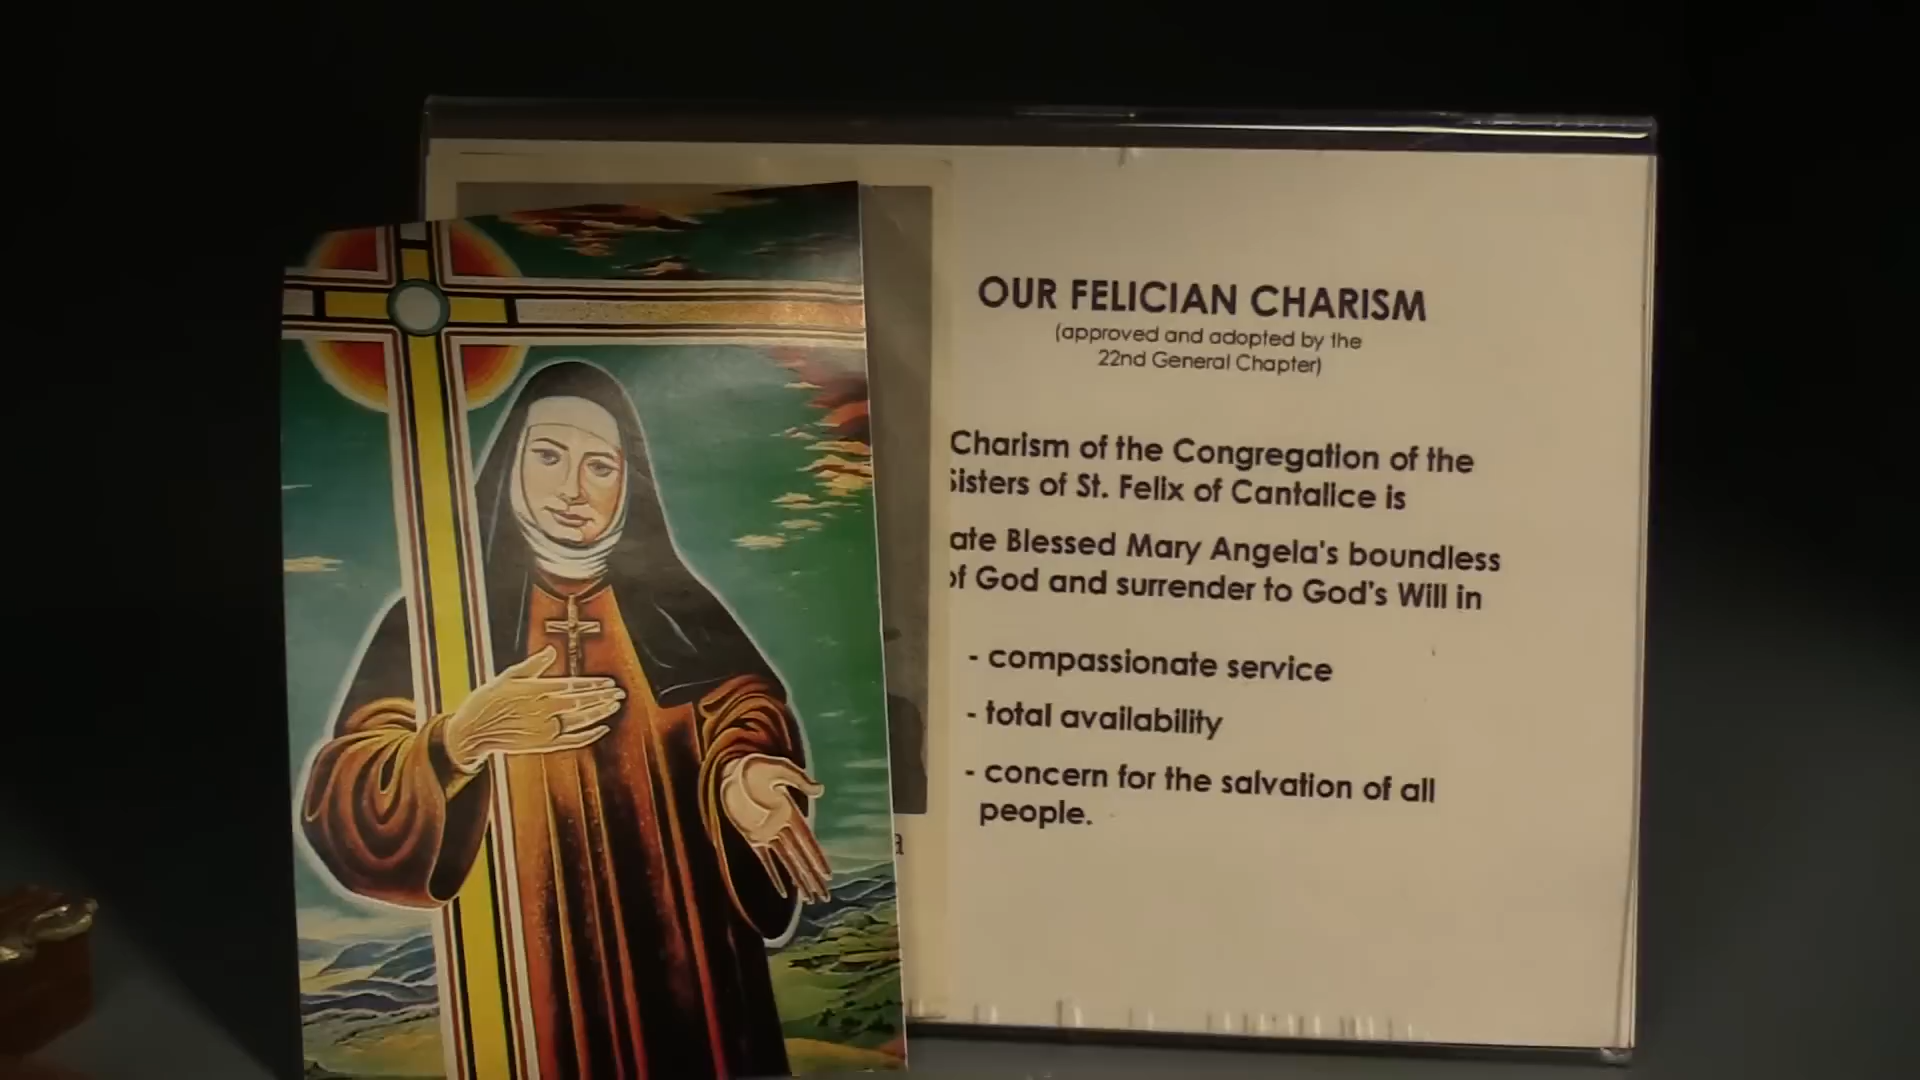 OUR FELICIAN CHARISM
(approved and adopted by the
22nd General Chapter)
Charism of the Congregation of the
Sisters of St. Felix of Cantalice is
ate Blessed Mary Angela's boundless
of God and surrender to God's Will in
- compassionate service
- total availability
- concern for the salvation of all
people.
a